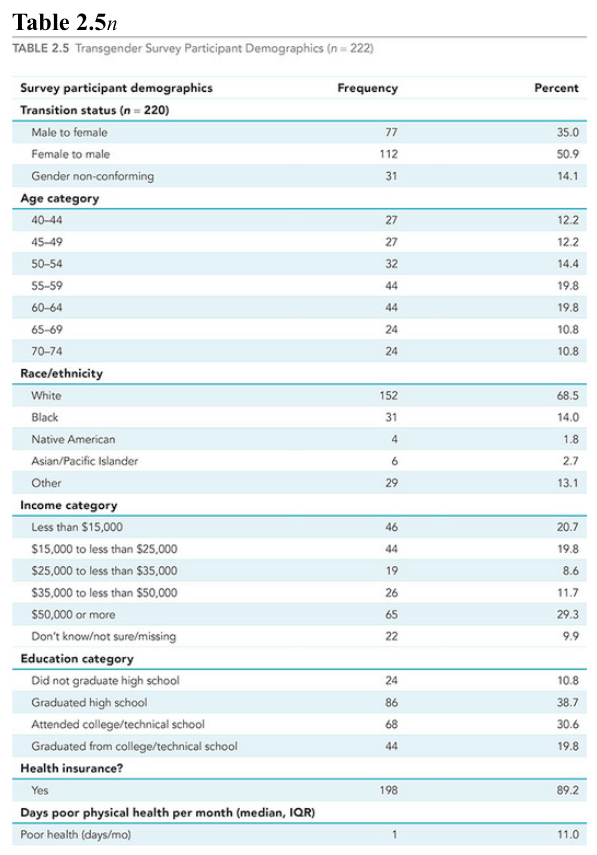 Table 2.5n
TABLE 2.5 Transgender Survey Participant Demographics (n = 222)
Survey participant demographics Frequency Percent
Transition status (n = 220)
Male to female 77 35.0
Female to male 112 50.9
Gender non-conforming 31 14.1
Age category
40–44 27 12.2
45–49 27 12.2
50–54 32 14.4
55–59 44 19.8
60–64 44 19.8
65–69 24 10.8
70–74 24 10.8
Race/ethnicity
White 152 68.5
Black 31 14.0
Native American 4 1.8
Asian/Pacific Islander 6 2.7
Other 29 13.1
Income category
Less than $15,000 46 20.7
$15,000 to less than $25,000 44 19.8
$25,000 to less than $35,000 19 8.6
$35,000 to less than $50,000 26 11.7
$50,000 or more 65 29.3
Don't know/not sure/missing 22 9.9
Education category
Did not graduate high school 24 10.8
Graduated high school 86 38.7
Attended college/technical school 68 30.6
Graduated from college/technical school 44 19.8
Health insurance?
Yes 198 89.2
Days poor physical health per month (median, IQR)
Poor health (days/mo) 1 11.0